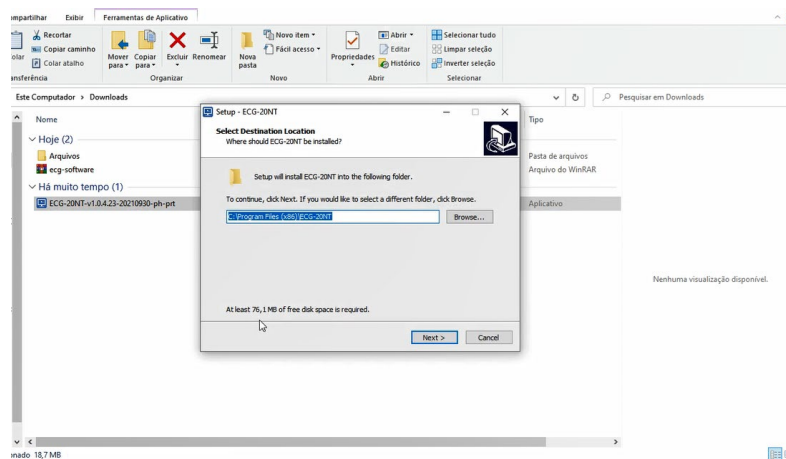 mpartilhar Exibir Ferramentas de Aplicativo
Recortar
Copiar caminho
Colar atalho
Mover para
Copiar para
Excluir
Renomear
Nova pasta
Novo item
Fácil acesso
Propriedades
Abrir
Editar
Histórico
Selecionar tudo
Limpar seleção
Inverter seleção
ansferência Organizar Novo Abrir Selecionar
Este Computador > Downloads
Pesquisar em Downloads
Nome Tipo
Hoje (2)
Arquivos Pasta de arquivos
ecg-software Arquivo do WinRAR
Há muito tempo (1)
ECG-20NT-v1.0.4.23-20210930-ph-prt Aplicativo
Setup - ECG-20NT
Select Destination Location
Where should ECG-20NT be installed?
Setup will install ECG-20NT into the following folder.
To continue, click Next. If you would like to select a different folder, click Browse.
C:\Program Files (x86)\ECG-20NT
Browse...
At least 76,1 MB of free disk space is required.
Next > Cancel
Nenhuma visualização disponível.
onado 18,7 MB